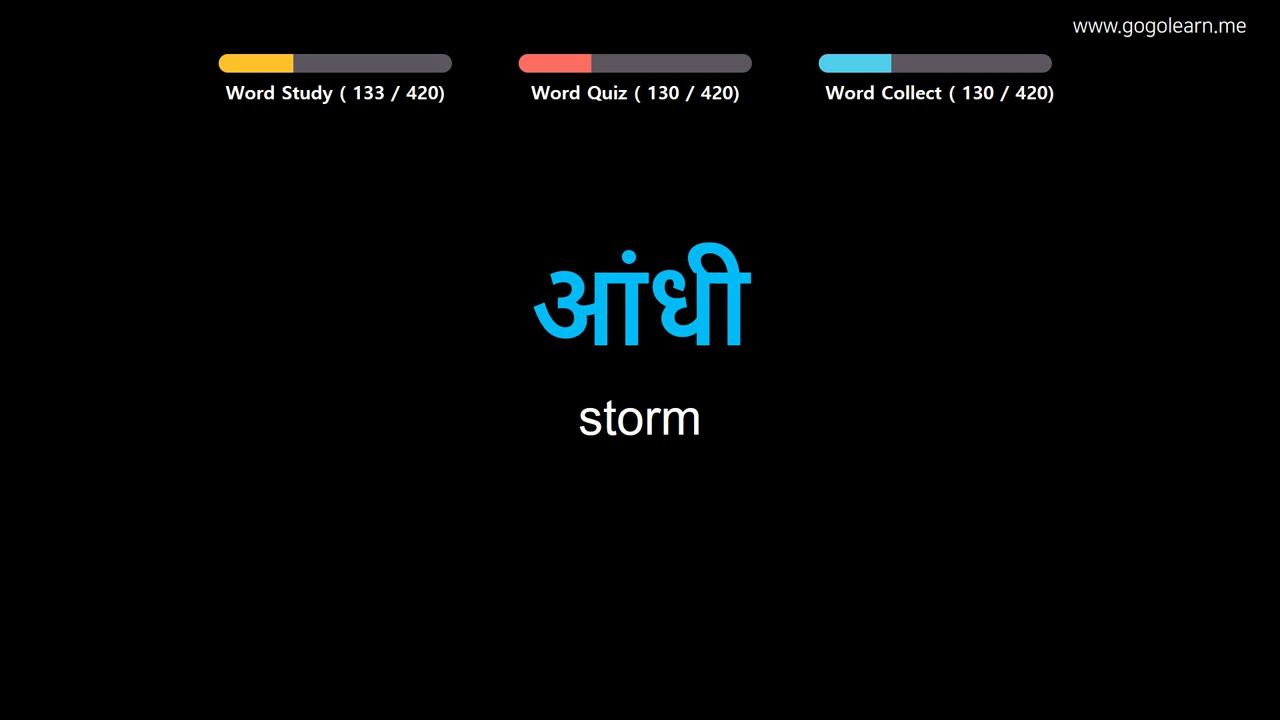 www.gogolearn.me
Word Study ( 133 / 420)
Word Quiz ( 130 / 420)
Word Collect ( 130 / 420)
आंधी
storm